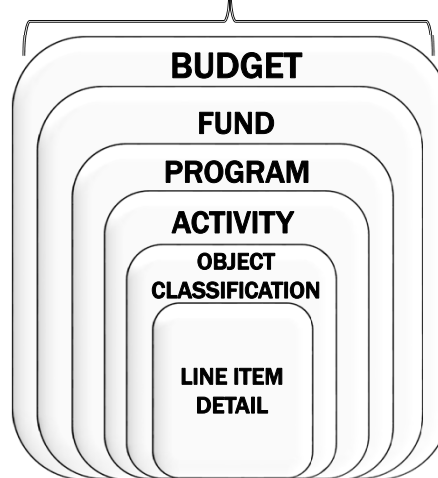 BUDGET
FUND
PROGRAM
ACTIVITY
OBJECT
CLASSIFICATION
LINE ITEM
DETAIL